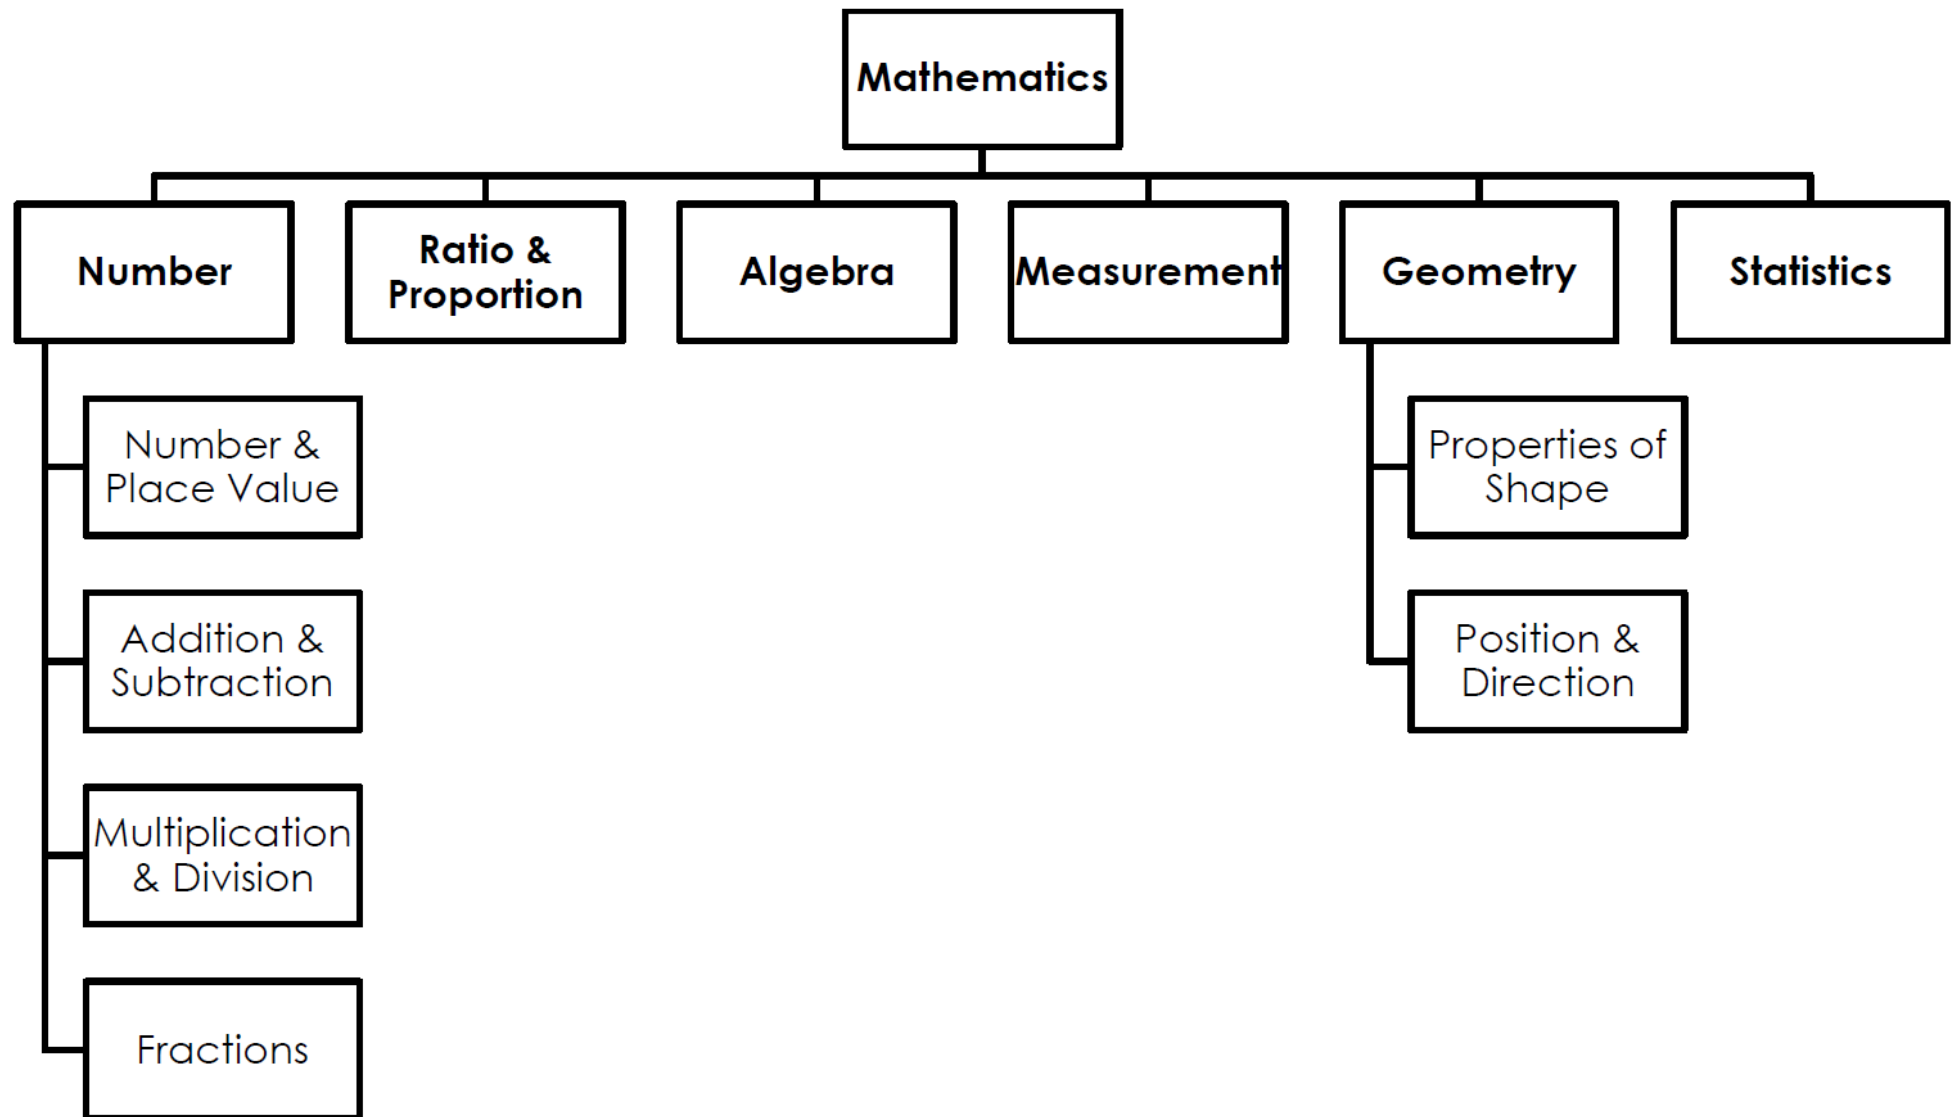 Mathematics
Number
Ratio &
Proportion
Algebra
Measurement
Geometry
Statistics
Number &
Place Value
Addition &
Subtraction
Multiplication
& Division
Fractions
Properties of
Shape
Position &
Direction